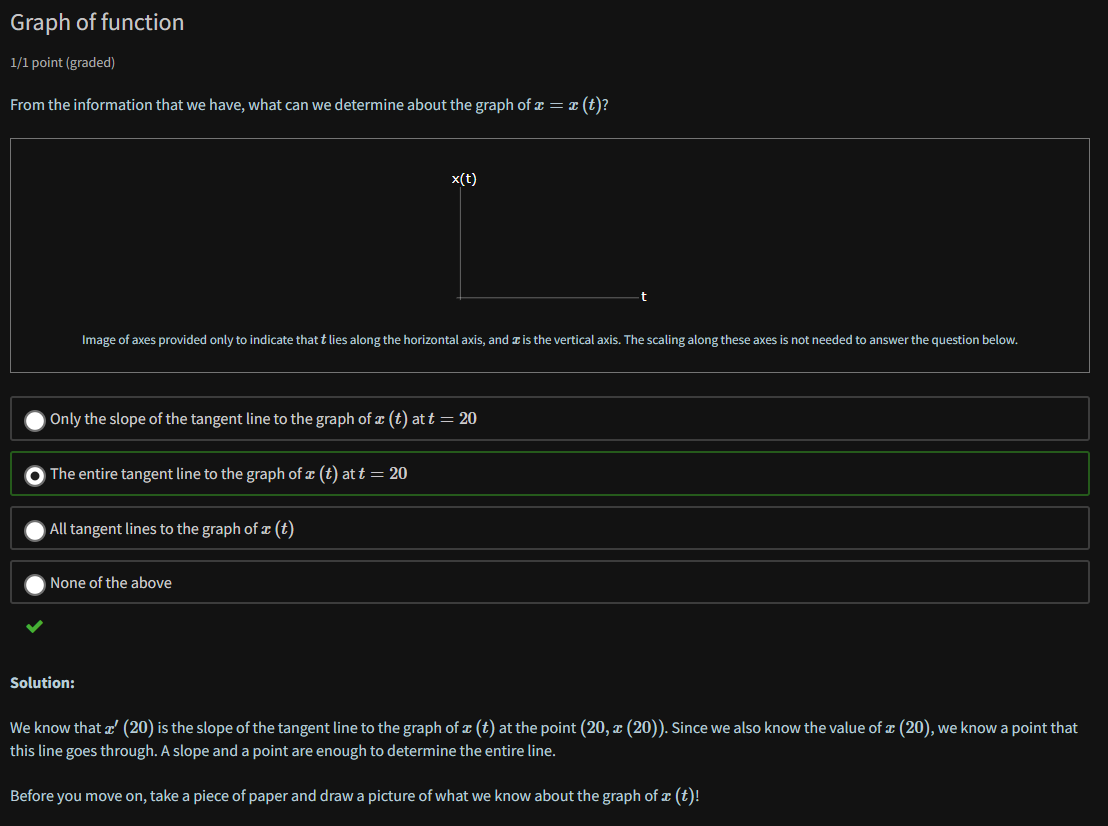 Graph of function
1/1 point (graded)
From the information that we have, what can we determine about the graph of x = x (t)?
x(t)
t
Image of axes provided only to indicate that t lies along the horizontal axis, and x is the vertical axis. The scaling along these axes is not needed to answer the question below.
Only the slope of the tangent line to the graph of x (t) at t = 20
The entire tangent line to the graph of x (t) at t = 20
All tangent lines to the graph of x (t)
None of the above
Solution:
We know that x′ (20) is the slope of the tangent line to the graph of x (t) at the point (20, x (20)). Since we also know the value of x (20), we know a point that
this line goes through. A slope and a point are enough to determine the entire line.
Before you move on, take a piece of paper and draw a picture of what we know about the graph of x (t)!